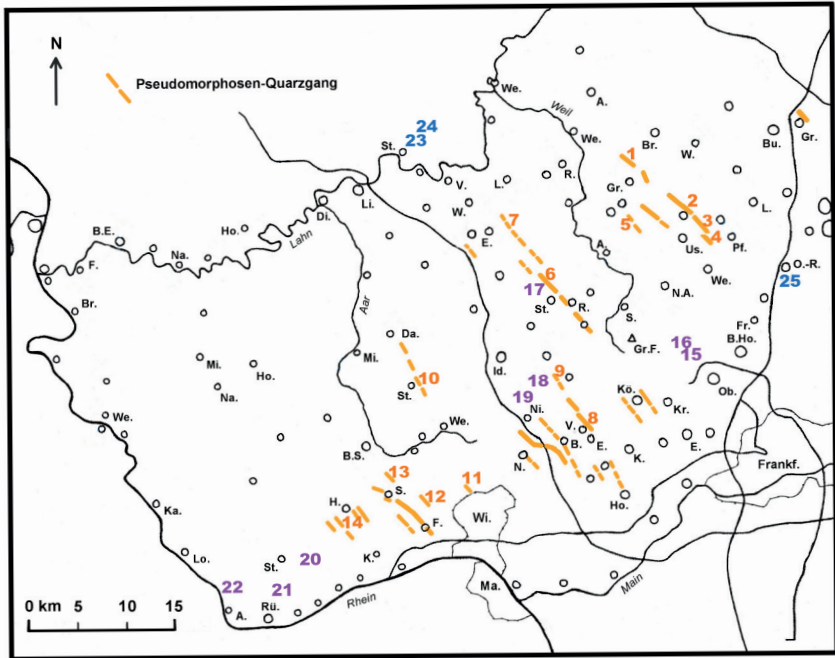 N
Pseudomorphosen-Quarzgang
We.
A.
Weil
24
23
St.
We.
Br.
W.
Bu.
Gr.
1
R.
V.
L.
Gr.
Li.
Di.
W.
2
L.
3
7
5
4
Ho.
B.E.
Lahn
E.
Us.
Pf.
Na.
A.
F.
6
We.
O.-R.
17
25
Br.
Aar
St.
R.
N.A.
S.
Fr.
Da.
Gr.F.
16
B.Ho.
15
Mi.
Mi.
Ho.
Id.
9
10
18
Ob.
Na.
St.
19
Kö.
Kr.
We.
We.
Ni.
8
V.
B.
E.
E.
B.S.
N.
K.
Frankf.
13
11
S.
12
Ho.
H.
Ka.
14
F.
Wi.
Lo.
St.
20
K.
22
21
Ma.
Main
A.
Rü.
Rhein
0 km 5 10 15